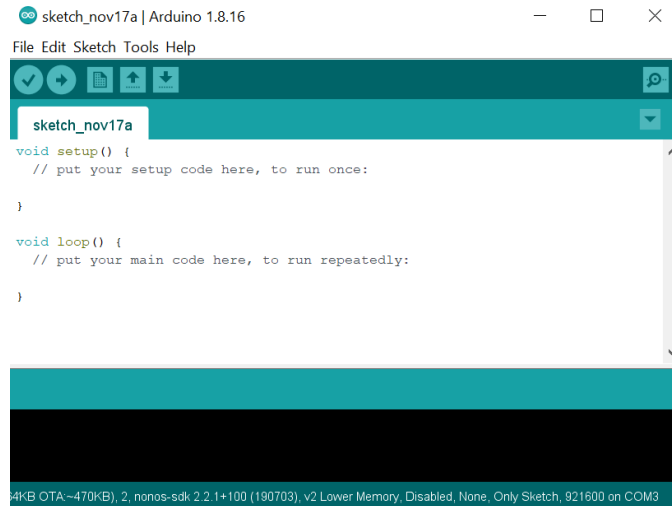 sketch_nov17a | Arduino 1.8.16
File Edit Sketch Tools Help
sketch_nov17a
void setup() {
  // put your setup code here, to run once:
}
void loop() {
  // put your main code here, to run repeatedly:
}
64KB OTA:~470KB), 2, nonos-sdk 2.2.1+100 (190703), v2 Lower Memory, Disabled, None, Only Sketch, 921600 on COM3